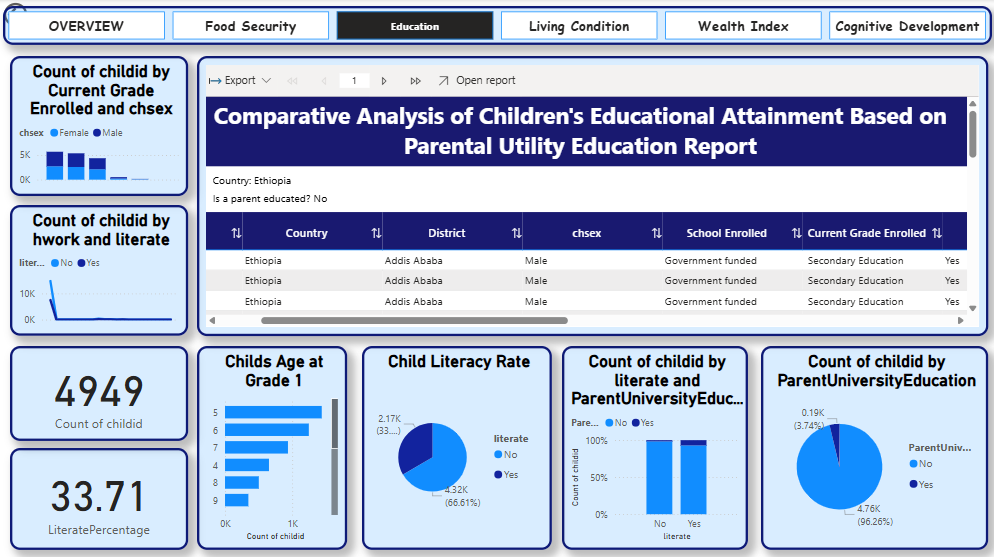 OVERVIEW
Food Security
Education
Living Condition
Wealth Index
Cognitive Development
Count of childid by
Current Grade
Enrolled and chsex
chsex Female Male
5K
0K
Count of childid by
hwork and literate
liter... No Yes
10K
0K
4949
Count of childid
33.71
LiteratePercentage
Export
1
Open report
Comparative Analysis of Children's Educational Attainment Based on
Parental Utility Education Report
Country: Ethiopia
Is a parent educated? No
Country District chsex School Enrolled Current Grade Enrolled
Ethiopia Addis Ababa Male Government funded Secondary Education Yes
Ethiopia Addis Ababa Male Government funded Secondary Education Yes
Ethiopia Addis Ababa Male Government funded Secondary Education Yes
Childs Age at
Grade 1
5
6
7
4
8
9
0K 1K
Count of childid
Child Literacy Rate
2.17K
(33....)
4.32K
(66.61%)
literate
No
Yes
Count of childid by
literate and
ParentUniversityEduc...
Pare... No Yes
100%
50%
0%
Count of childid
No Yes
literate
Count of childid by
ParentUniversityEducation
0.19K
(3.74%)
4.76K
(96.26%)
ParentUniv...
No
Yes